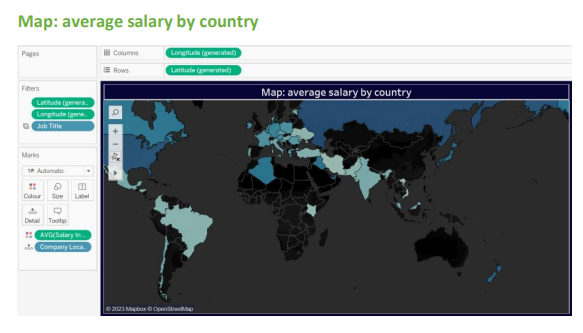 Map: average salary by country
Pages
Columns
Longitude (generated)
Rows
Latitude (generated)
Filters
Latitude (genera..
Longitude (gene..
Job Title
Marks
Automatic
Colour Size Label
Detail Tooltip
AVG(Salary In ..
Company Loca..
Map: average salary by country
© 2023 Mapbox © OpenStreetMap